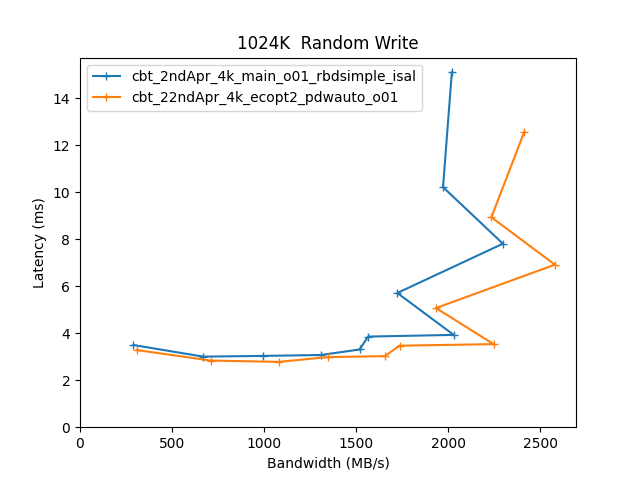 1024K  Random Write
cbt_2ndApr_4k_main_o01_rbdsimple_isal
cbt_22ndApr_4k_ecopt2_pdwauto_o01
Latency (ms)
14
12
10
8
6
4
2
0
0 500 1000 1500 2000 2500
Bandwidth (MB/s)